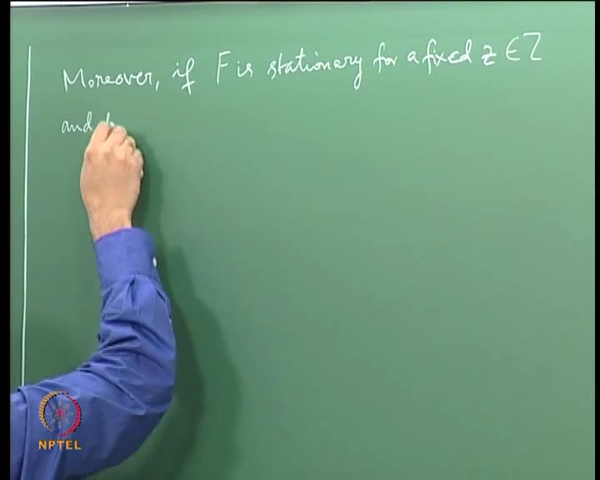 Moreover, if F is stationary for a fixed z ∈ Z
and
NPTEL